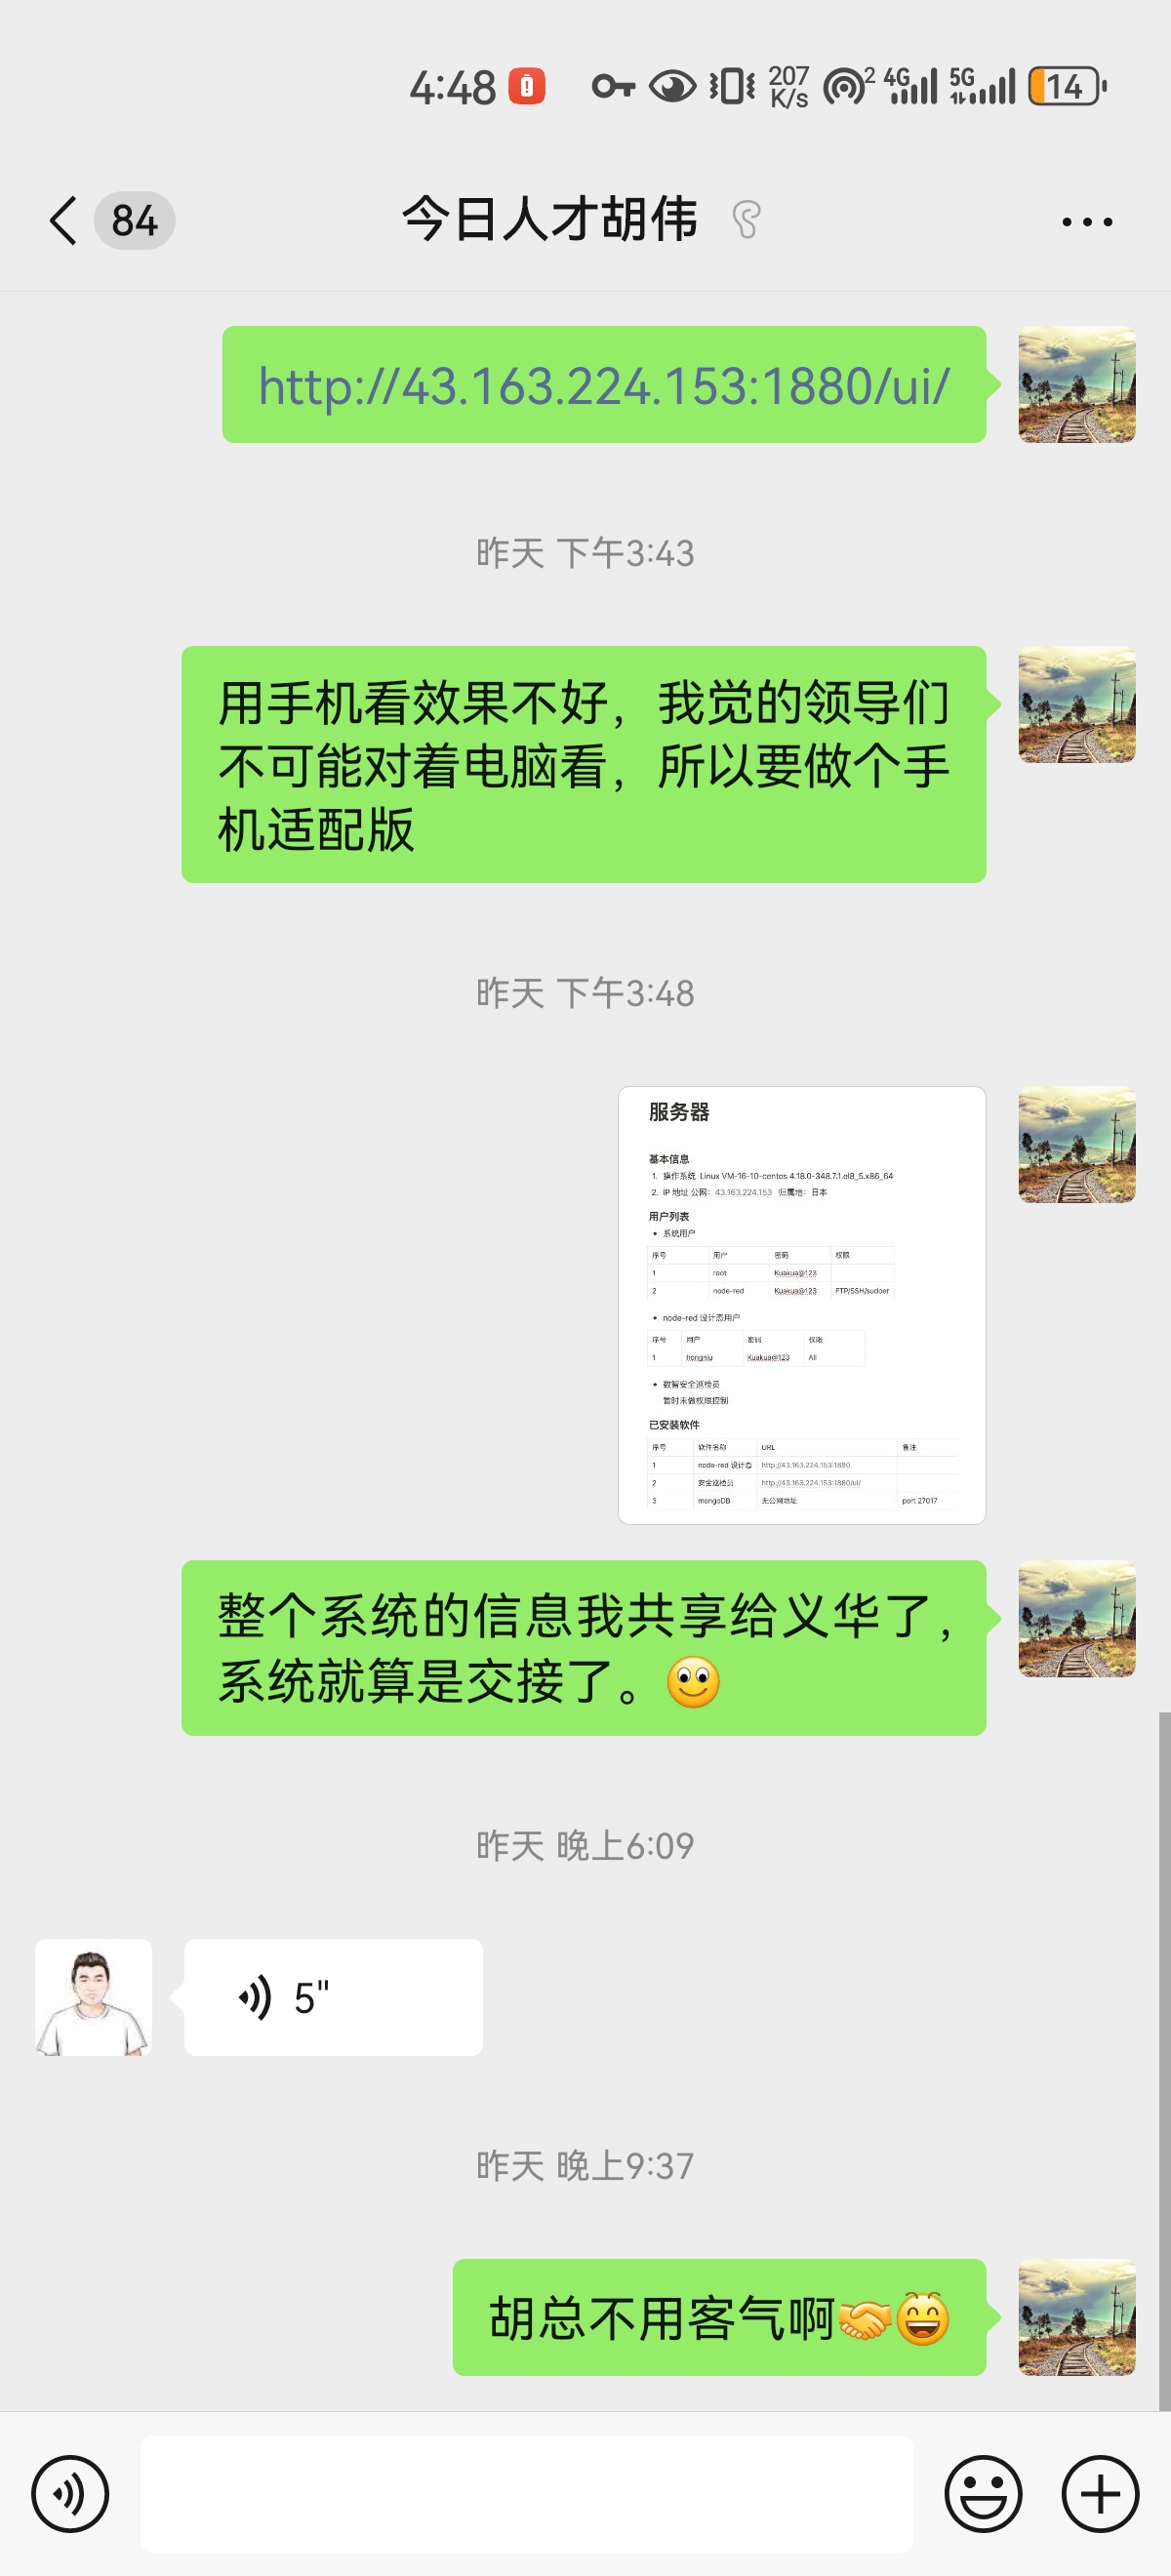 4:48
207
K/s
2
4G
5G
14
84
今日人才胡伟
http://43.163.224.153:1880/ui/
昨天 下午3:43
用手机看效果不好，我觉的领导们
不可能对着电脑看，所以要做个手
机适配版
昨天 下午3:48
服务器
基本信息
1. 操作系统 Linux VM-16-10-centos 4.18.0-348.7.1.el8_5.x86_64
2. IP 地址 公网：43.163.224.153 归属地：日本
用户列表
• 系统用户
序号 用户 密码 权限
1 root Kuakua@123
2 node-red Kuakua@123 FTP/SSH/sudoer
• node-red 设计态用户
序号 用户 密码 权限
1 hongniu Kuakua@123 All
• 数智安全巡检员
暂时未做权限控制
已安装软件
序号 软件名称 URL 备注
1 node-red 设计态 http://43.163.224.153:1880
2 安全巡检员 http://43.163.224.153:1880/ui/
3 mongoDB 无公网地址 port 27017
整个系统的信息我共享给义华了，
系统就算是交接了。
昨天 晚上6:09
5"
昨天 晚上9:37
胡总不用客气啊